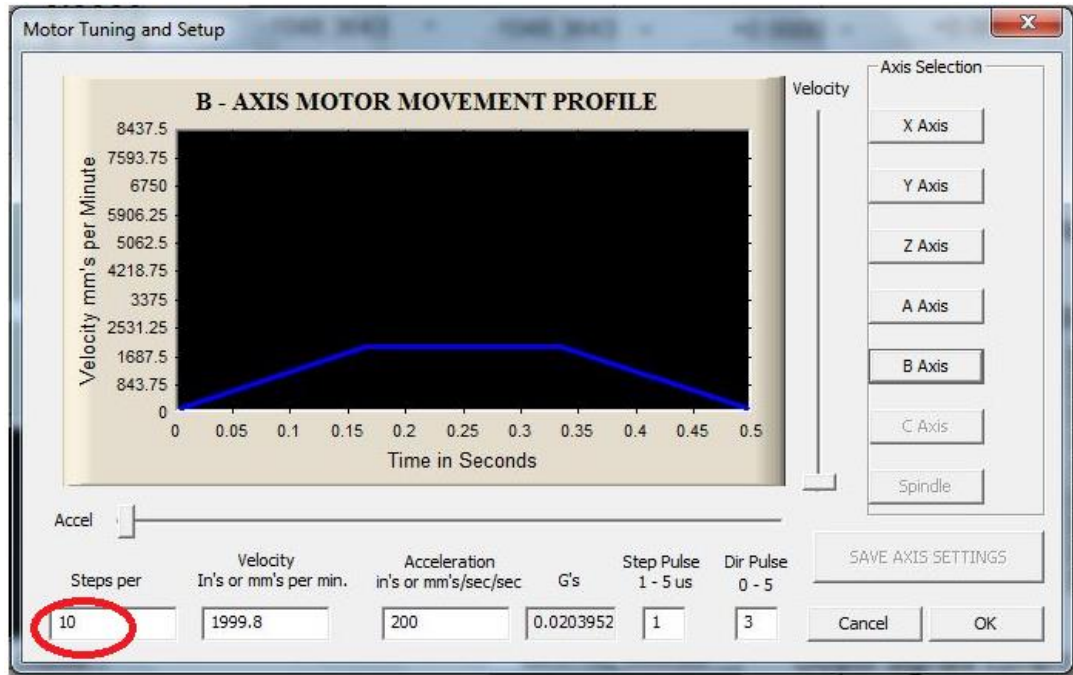 Motor Tuning and Setup
B - AXIS MOTOR MOVEMENT PROFILE
Velocity mm's per Minute
8437.5
7593.75
6750
5906.25
5062.5
4218.75
3375
2531.25
1687.5
843.75
0
0 0.05 0.1 0.15 0.2 0.25 0.3 0.35 0.4 0.45 0.5
Time in Seconds
Velocity
Axis Selection
X Axis
Y Axis
Z Axis
A Axis
B Axis
C Axis
Spindle
Accel
Steps per
10
Velocity
In's or mm's per min.
1999.8
Acceleration
in's or mm's/sec/sec
200
G's
0.0203952
Step Pulse
1 - 5 us
1
Dir Pulse
0 - 5
3
SAVE AXIS SETTINGS
Cancel
OK